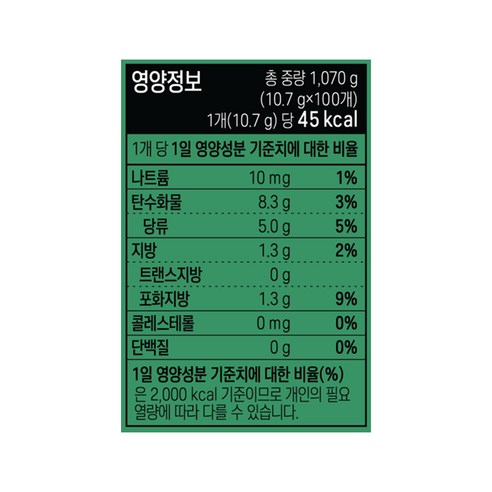 영양정보
총 중량 1,070 g
(10.7 g×100개)
1개(10.7 g) 당 45 kcal
1개 당 1일 영양성분 기준치에 대한 비율
나트륨 10 mg 1%
탄수화물 8.3 g 3%
당류 5.0 g 5%
지방 1.3 g 2%
트랜스지방 0 g
포화지방 1.3 g 9%
콜레스테롤 0 mg 0%
단백질 0 g 0%
1일 영양성분 기준치에 대한 비율(%)
은 2,000 kcal 기준이므로 개인의 필요
열량에 따라 다를 수 있습니다.